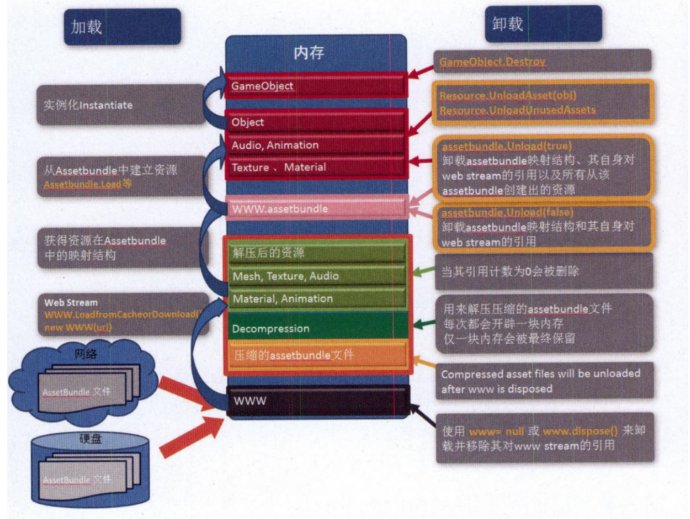 加载
内存
卸载
实例化Instantiate
从Assetbundle中建立资源
Assetbundle.Load等
获得资源在Assetbundle
中的映射结构
Web Stream
WWW.LoadfromCacheorDownload(
new WWW(url)
网络
AssetBundle 文件
硬盘
AssetBundle 文件
GameObject
Object
Audio, Animation
Texture 、Material
WWW.assetbundle
解压后的资源
Mesh, Texture, Audio
Material, Animation
Decompression
压缩的assetbundle文件
WWW
GameObject.Destroy
Resource.UnloadAsset(obj)
Resource.UnloadUnusedAssets
assetbundle.Unload(true)
卸载assetbundle映射结构、其自身对
web stream的引用以及所有从该
assetbundle创建出的资源
assetbundle.Unload(false)
卸载assetbundle映射结构和其自身对
web stream的引用
当其引用计数为0会被删除
用来解压压缩的assetbundle文件
每次都会开辟一块内存
仅一块内存会被最终保留
Compressed asset files will be unloaded
after www is disposed
使用 www= null 或 www.dispose() 来卸
载并移除其对www stream的引用